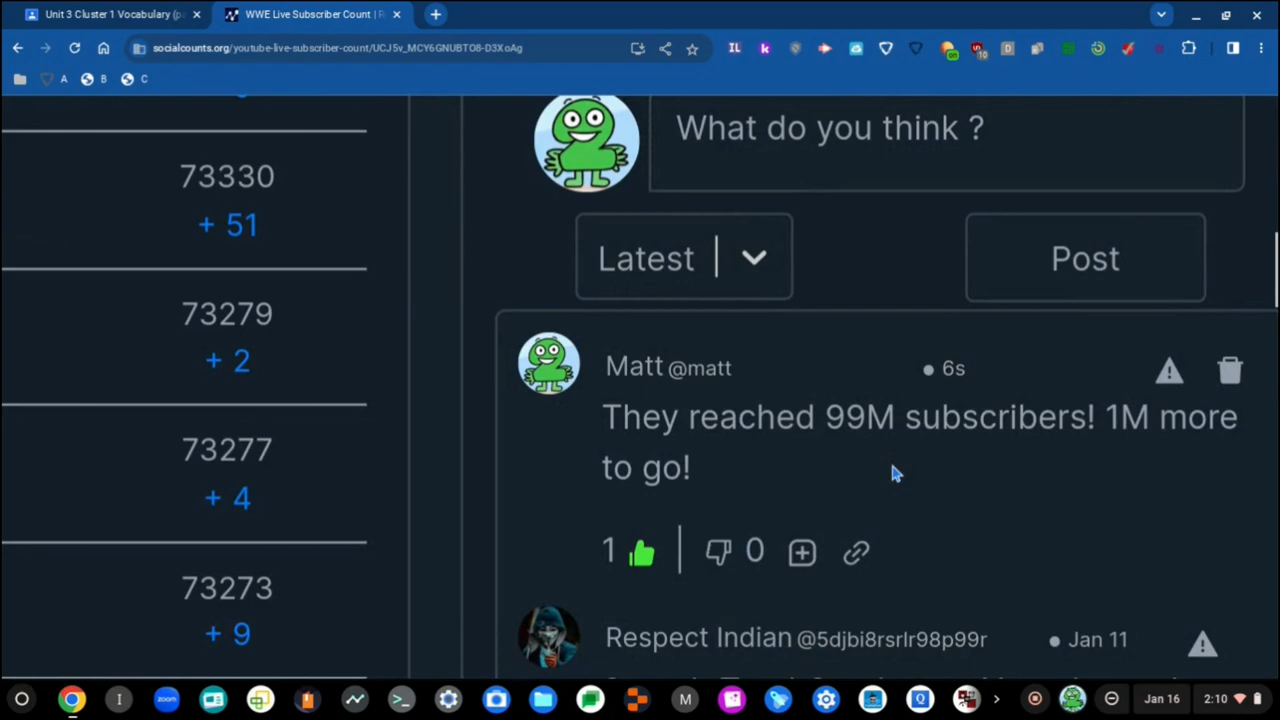 Unit 3 Cluster 1 Vocabulary (p
WWE Live Subscriber Count | R
socialcounts.org/youtube-live-subscriber-count/UCJ5v_MCY6GNUBTO8-D3XoAg
A B C
What do you think ?
73330
+ 51
Latest
Post
73279
+ 2
Matt @matt 6s
They reached 99M subscribers! 1M more
to go!
73277
+ 4
1 0
73273
+ 9
Respect Indian @5djbi8rsrlr98p99r Jan 11
zoom
Jan 16 2:10